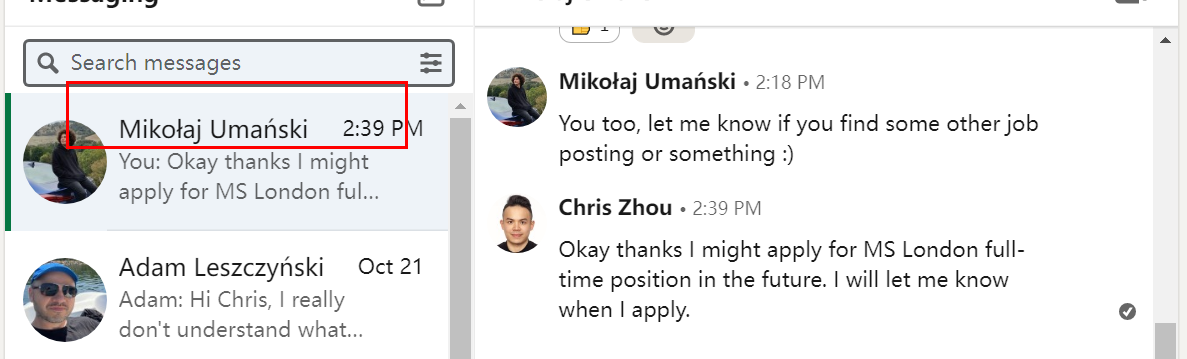 Messaging
Search messages
Mikołaj Umański 2:39 PM
You: Okay thanks I might
apply for MS London ful...
Adam Leszczyński Oct 21
Adam: Hi Chris, I really
don't understand what...
1
Mikołaj Umański • 2:18 PM
You too, let me know if you find some other job
posting or something :)
Chris Zhou • 2:39 PM
Okay thanks I might apply for MS London full-
time position in the future. I will let me know
when I apply.